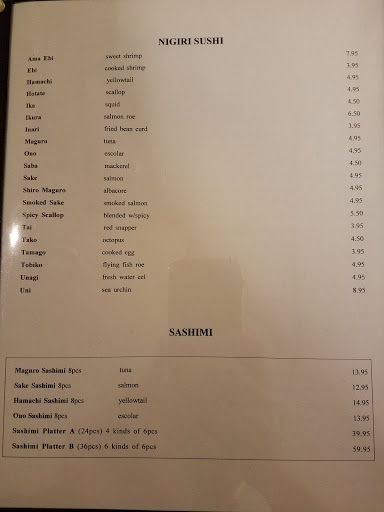 NIGIRI SUSHI
Ama Ebi sweet shrimp 7.95
Ebi cooked shrimp 3.95
Hamachi yellowtail 4.95
Hotate scallop 4.95
Ika squid 4.50
Ikura salmon roe 6.50
Inari fried bean curd 3.95
Maguro tuna 4.95
Ono escolar 4.95
Saba mackerel 4.50
Sake salmon 4.95
Shiro Maguro albacore 4.95
Smoked Sake smoked salmon 4.95
Spicy Scallop blended w/spicy 5.50
Tai red snapper 3.95
Tako octopus 4.50
Tamago cooked egg 3.95
Tobiko flying fish roe 4.95
Unagi fresh water eel 4.95
Uni sea urchin 8.95
SASHIMI
Maguro Sashimi 8pcs tuna 13.95
Sake Sashimi 8pcs salmon 12.95
Hamachi Sashimi 8pcs yellowtail 14.95
Ono Sashimi 8pcs escolar 13.95
Sashimi Platter A (24pcs) 4 kinds of 6pcs 39.95
Sashimi Platter B (36pcs) 6 kinds of 6pcs 59.95